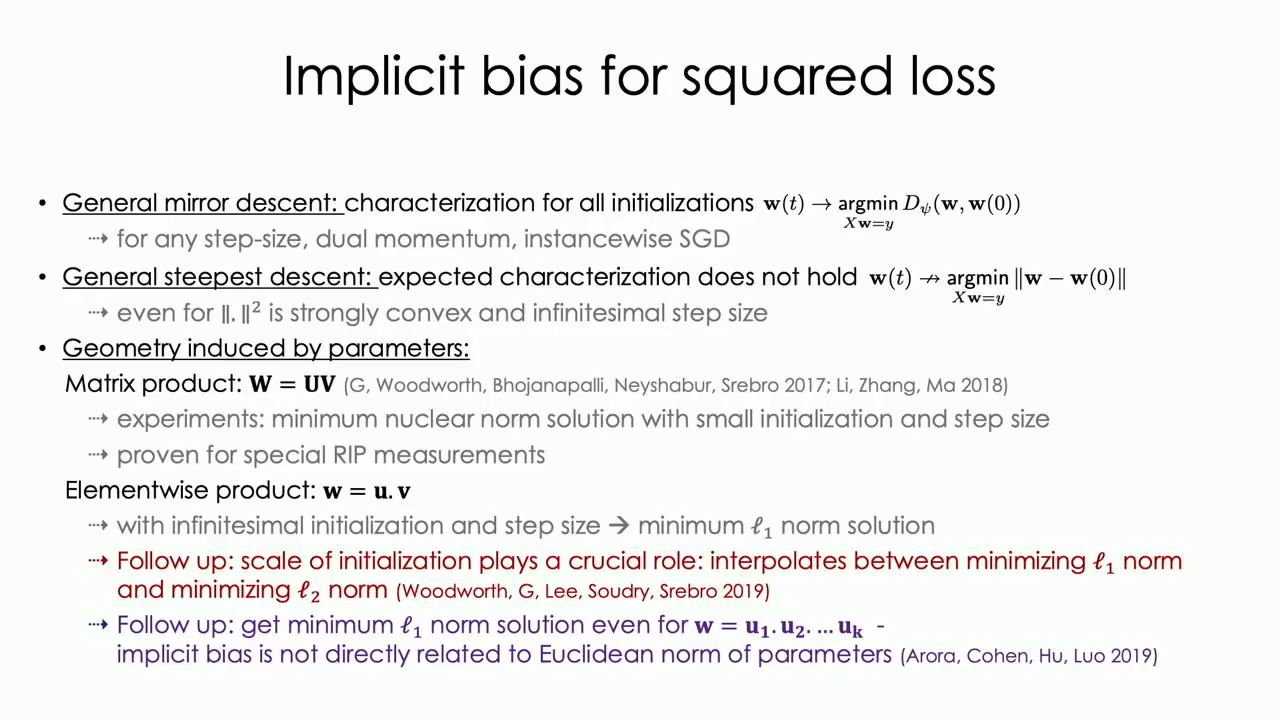 Implicit bias for squared loss
• General mirror descent: characterization for all initializations w(t) → argmin D_ψ(w, w(0))
Xw=y
⇢ for any step-size, dual momentum, instancewise SGD
• General steepest descent: expected characterization does not hold w(t) ↛ argmin ‖w − w(0)‖
Xw=y
⇢ even for ‖.‖² is strongly convex and infinitesimal step size
• Geometry induced by parameters:
Matrix product: W = UV (G, Woodworth, Bhojanapalli, Neyshabur, Srebro 2017; Li, Zhang, Ma 2018)
⇢ experiments: minimum nuclear norm solution with small initialization and step size
⇢ proven for special RIP measurements
Elementwise product: w = u. v
⇢ with infinitesimal initialization and step size → minimum ℓ₁ norm solution
⇢ Follow up: scale of initialization plays a crucial role: interpolates between minimizing ℓ₁ norm
and minimizing ℓ₂ norm (Woodworth, G, Lee, Soudry, Srebro 2019)
⇢ Follow up: get minimum ℓ₁ norm solution even for w = u₁. u₂. … uₖ -
implicit bias is not directly related to Euclidean norm of parameters (Arora, Cohen, Hu, Luo 2019)